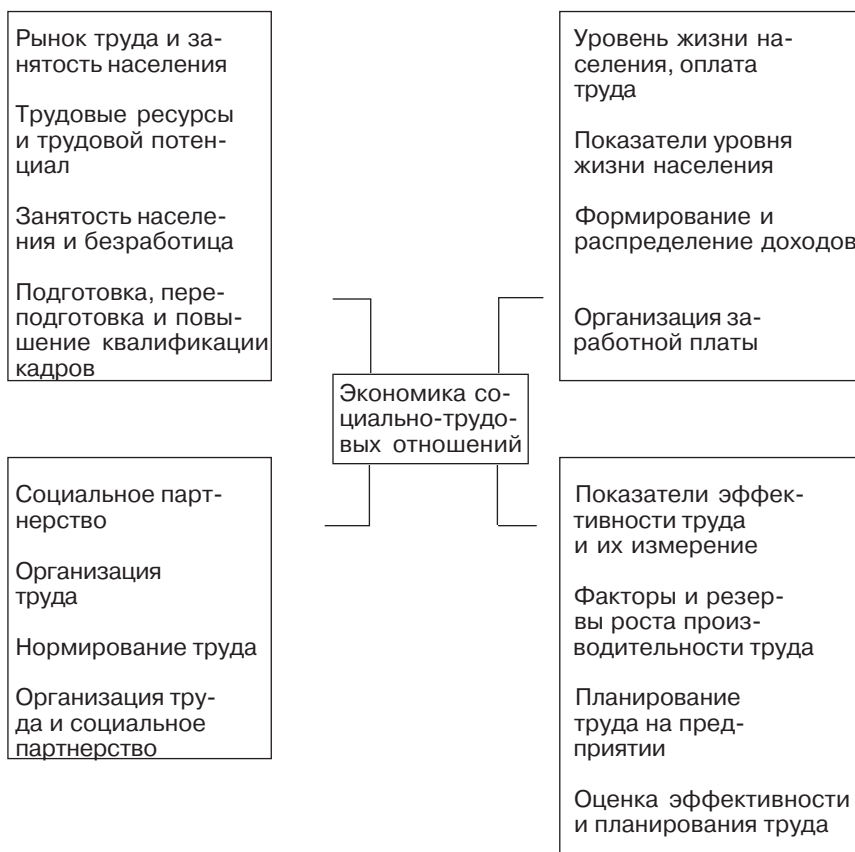 Рынок труда и за-
нятость населения
Трудовые ресурсы
и трудовой потен-
циал
Занятость населе-
ния и безработица
Подготовка, пере-
подготовка и повы-
шение квалификации
кадров
Уровень жизни на-
селения, оплата
труда
Показатели уровня
жизни населения
Формирование и
распределение доходов
Организация за-
работной платы
Экономика со-
циально-трудо-
вых отношений
Социальное парт-
нерство
Организация
труда
Нормирование труда
Организация тру-
да и социальное
партнерство
Показатели эффек-
тивности труда
и их измерение
Факторы и резер-
вы роста произ-
водительности труда
Планирование
труда на пред-
приятии
Оценка эффективности
и планирования труда